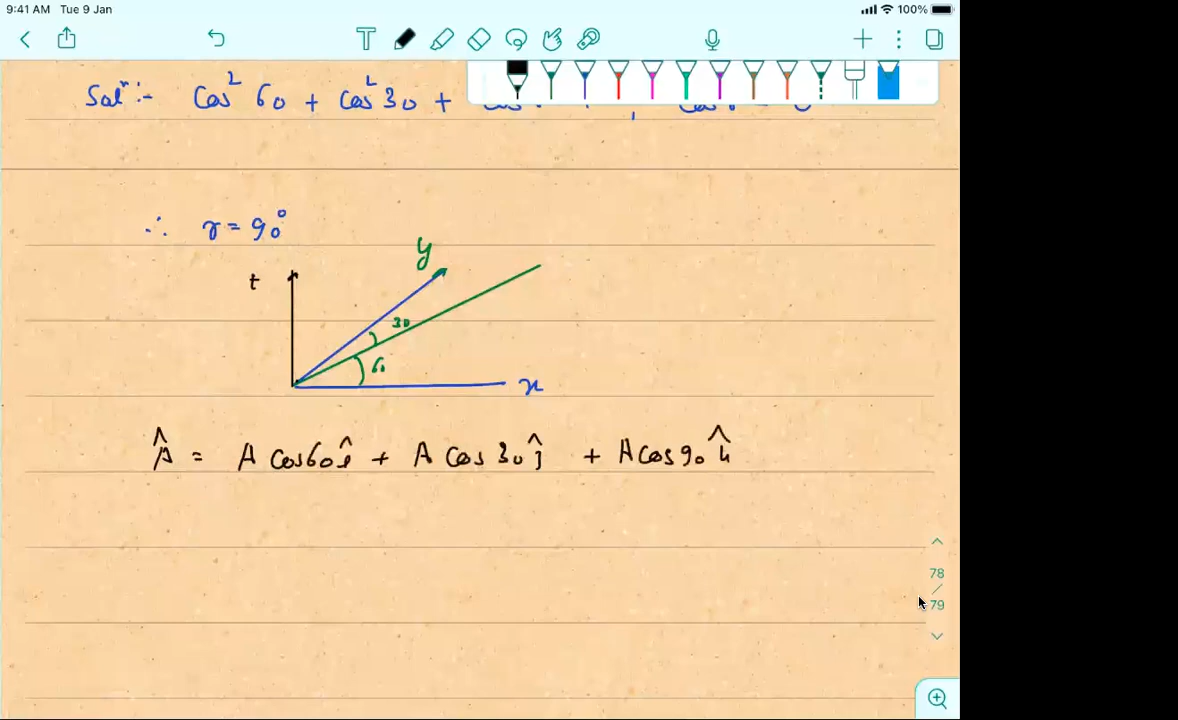 9:41 AM Tue 9 Jan 100%
Solⁿ :- Cos² 60 + cos² 30 +
∴ γ = 90°
y
t
30
60
x
Â = A cos60 î + A cos 30 ĵ + A cos 90 k̂
78
/
79